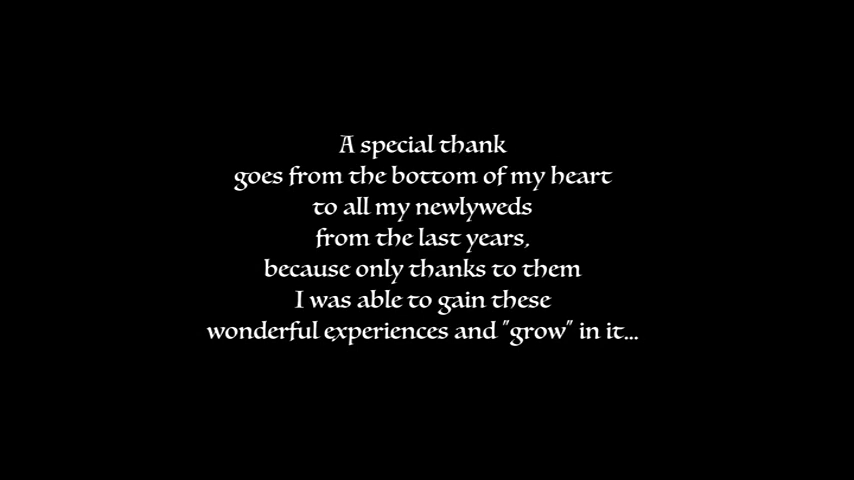 A special thank
goes from the bottom of my heart
to all my newlyweds
from the last years,
because only thanks to them
I was able to gain these
wonderful experiences and "grow" in it...